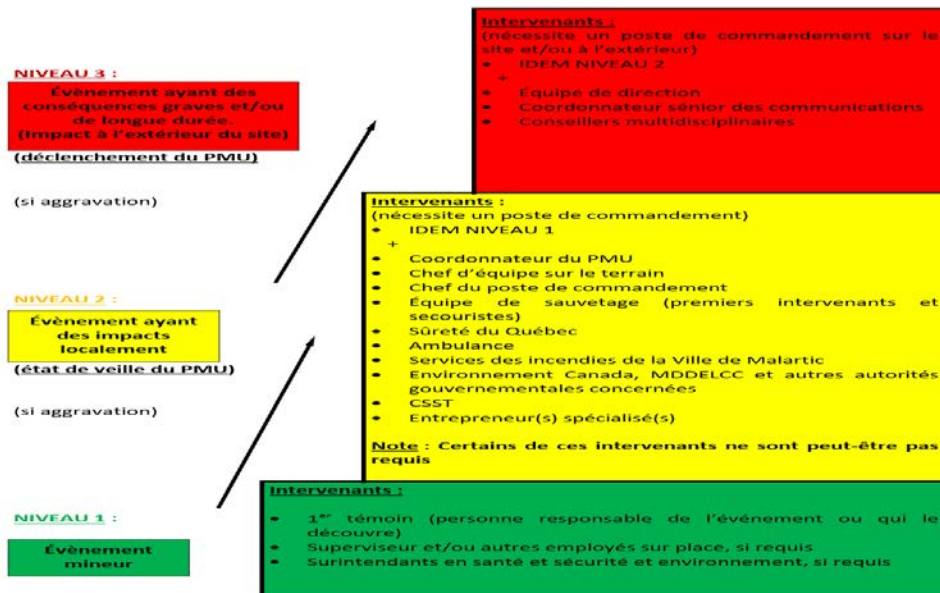 Intervenants :
(nécessite un poste de commandement sur le
site et/ou à l'extérieur)
• IDEM NIVEAU 2
+
• Équipe de direction
• Coordonnateur sénior des communications
• Conseillers multidisciplinaires
NIVEAU 3 :
Évènement ayant des
conséquences graves et/ou
de longue durée.
(Impact à l'extérieur du site)
(déclenchement du PMU)
(si aggravation)
Intervenants :
(nécessite un poste de commandement)
• IDEM NIVEAU 1
+
• Coordonnateur du PMU
• Chef d'équipe sur le terrain
• Chef du poste de commandement
• Équipe de sauvetage (premiers intervenants et
secouristes)
• Sûreté du Québec
• Ambulance
• Services des incendies de la Ville de Malartic
• Environnement Canada, MDDELCC et autres autorités
gouvernementales concernées
• CSST
• Entrepreneur(s) spécialisé(s)
Note : Certains de ces intervenants ne sont peut-être pas
requis
NIVEAU 2 :
Évènement ayant
des impacts
localement
(état de veille du PMU)
(si aggravation)
Intervenants :
• 1er témoin (personne responsable de l'événement ou qui le
découvre)
• Superviseur et/ou autres employés sur place, si requis
• Surintendants en santé et sécurité et environnement, si requis
NIVEAU 1 :
Évènement
mineur